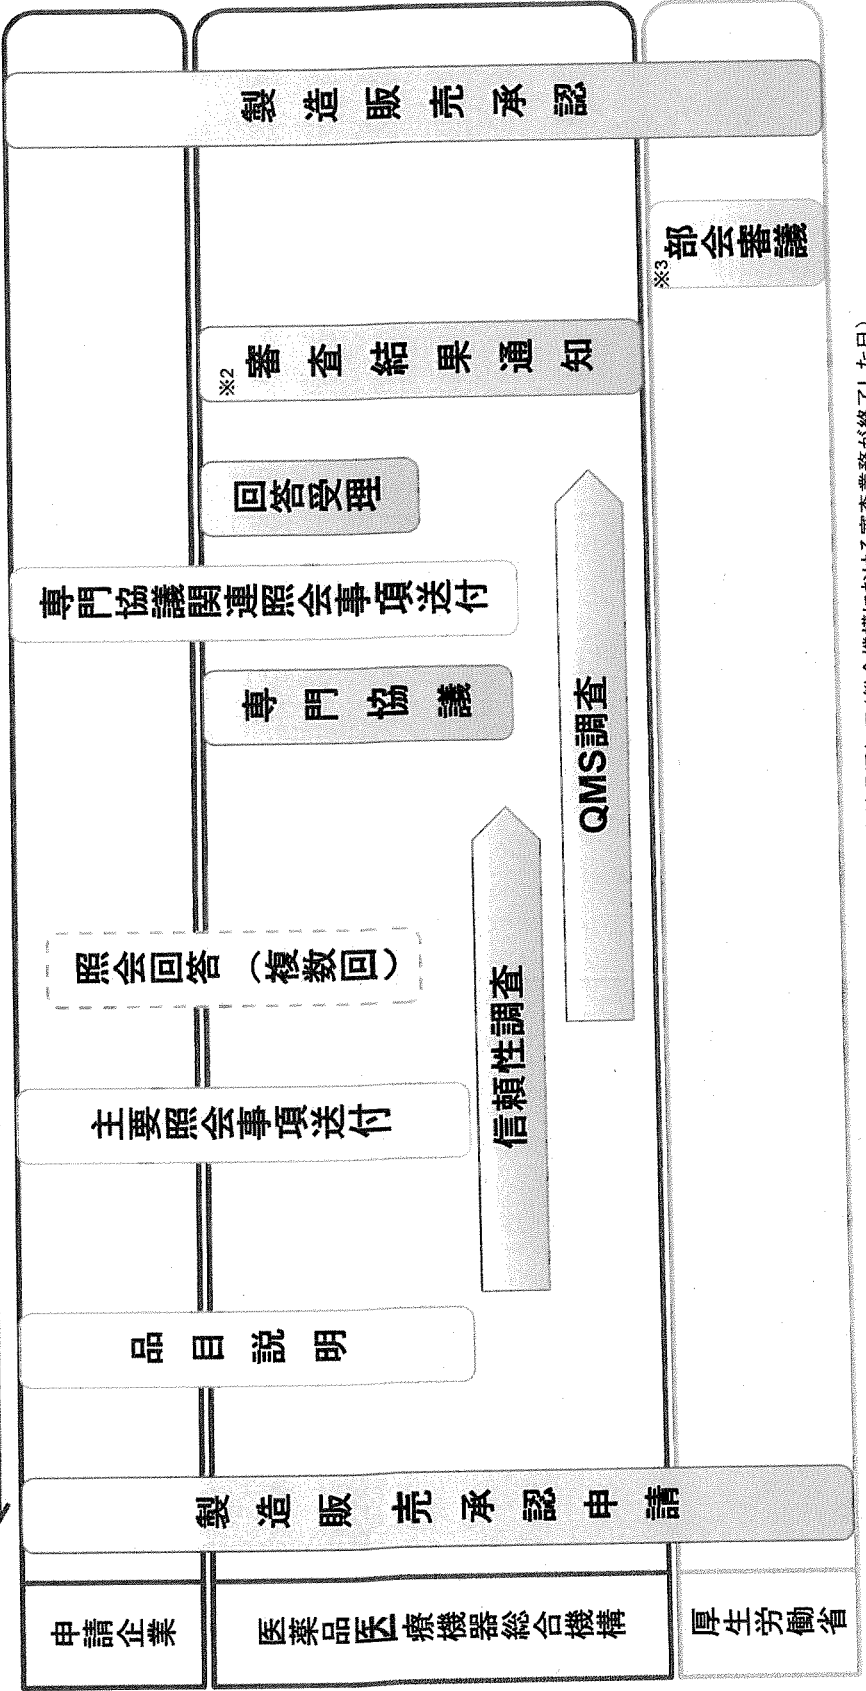 申請企業
医薬品医療機器総合機構
厚生労働省
製造販売承認申請
品目説明
主要照会事項送付
照会回答（複数回）
信頼性調査
QMS調査
専門協議
専門協議関連照会事項送付
回答受理
※2
審査結果通知
※3
部会審議
製造販売承認